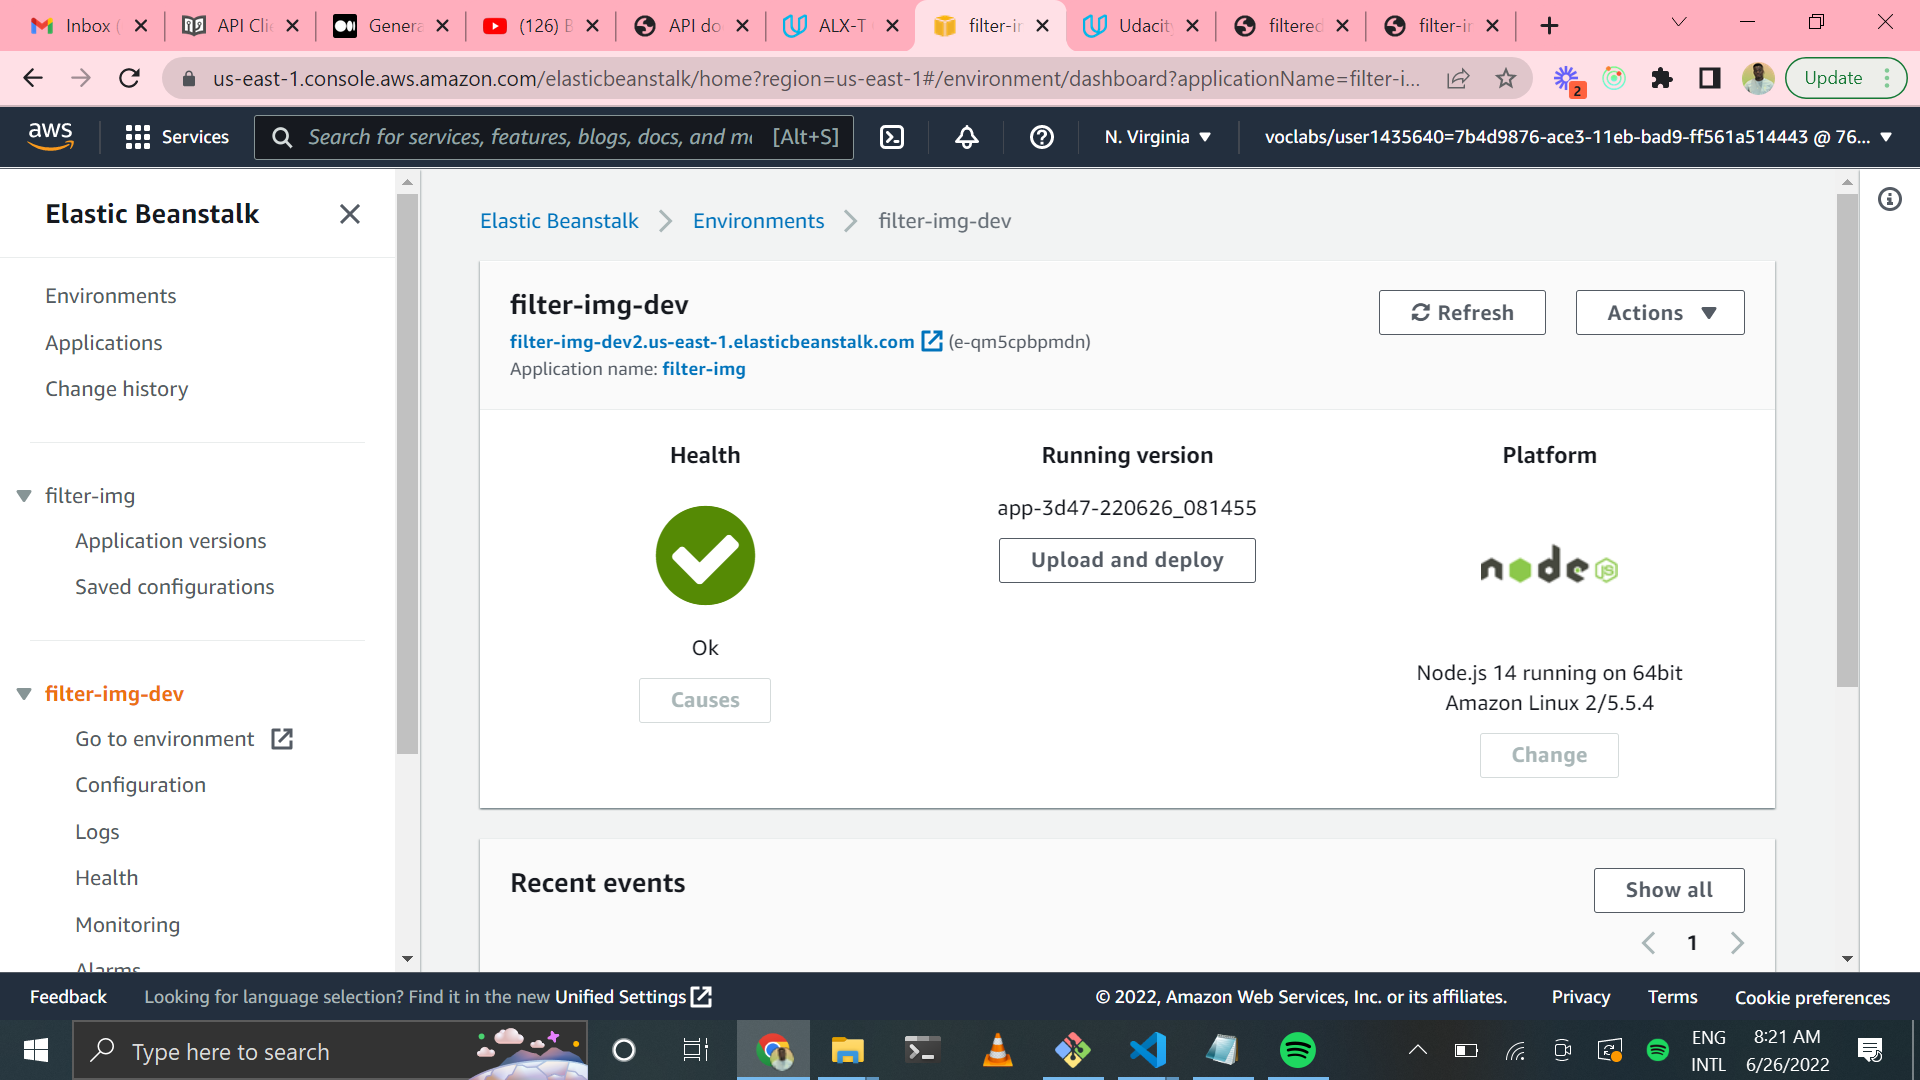 Inbox (
API Clie
Genera
(126) B
API do
ALX-T
filter-in
Udacit
filtered
filter-in
us-east-1.console.aws.amazon.com/elasticbeanstalk/home?region=us-east-1#/environment/dashboard?applicationName=filter-i...
2
Update
aws
Services
Search for services, features, blogs, docs, and m
[Alt+S]
N. Virginia
voclabs/user1435640=7b4d9876-ace3-11eb-bad9-ff561a514443 @ 76...
Elastic Beanstalk
Environments
Applications
Change history
filter-img
Application versions
Saved configurations
filter-img-dev
Go to environment
Configuration
Logs
Health
Monitoring
Alarms
Elastic Beanstalk
Environments
filter-img-dev
filter-img-dev
Refresh
Actions
filter-img-dev2.us-east-1.elasticbeanstalk.com (e-qm5cpbpmdn)
Application name: filter-img
Health
Ok
Causes
Running version
app-3d47-220626_081455
Upload and deploy
Platform
node JS
Node.js 14 running on 64bit
Amazon Linux 2/5.5.4
Change
Recent events
Show all
1
Feedback
Looking for language selection? Find it in the new Unified Settings
© 2022, Amazon Web Services, Inc. or its affiliates.
Privacy
Terms
Cookie preferences
Type here to search
ENG
INTL
8:21 AM
6/26/2022